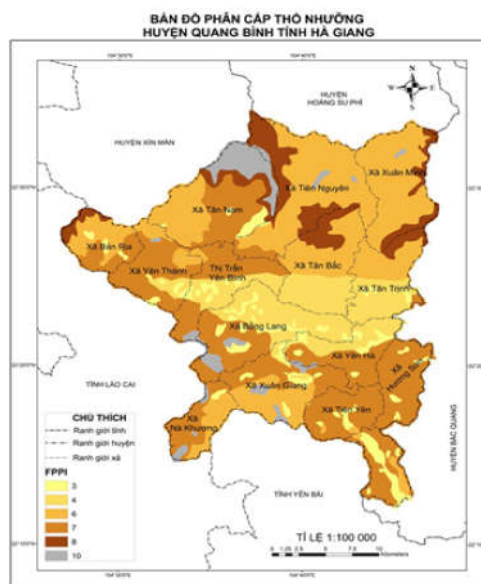 BẢN ĐỒ PHÂN CẤP THỔ NHƯỠNG
HUYỆN QUANG BÌNH TỈNH HÀ GIANG
N
W E
S
HUYỆN
HOÀNG SU PHÌ
HUYỆN XÍN MẦN
Xã Xuân Minh
Xã Tiên Nguyên
Xã Tân Nam
Xã Bản Rịa
Xã Yên Thành
Thị Trấn
Yên Bình
Xã Tân Bắc
Xã Tân Trịnh
Xã Bằng Lang
Xã Yên Hà
Xã
Hương Sơn
Xã Xuân Giang
Xã Tiên Yên
Xã
Nà Khương
TỈNH LÀO CAI
HUYỆN BẮC QUANG
TỈNH YÊN BÁI
CHÚ THÍCH
Ranh giới tỉnh
Ranh giới huyện
Ranh giới xã
FPPI
3
4
6
7
8
10
TỈ LỆ 1:100 000
Kilometers